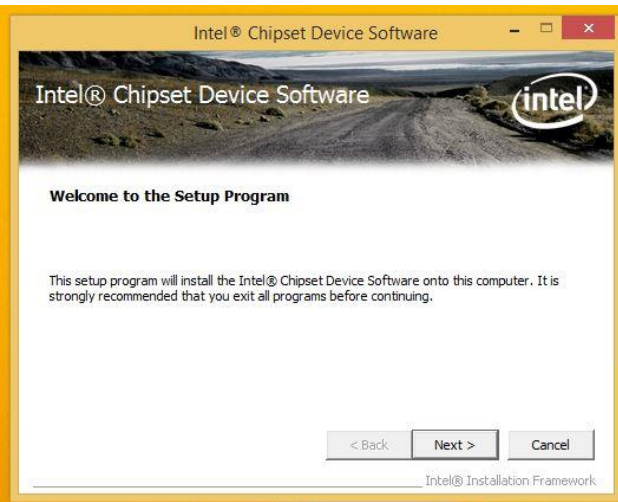 Intel® Chipset Device Software
Intel® Chipset Device Software
intel
Welcome to the Setup Program
This setup program will install the Intel® Chipset Device Software onto this computer. It is
strongly recommended that you exit all programs before continuing.
< Back Next > Cancel
Intel® Installation Framework